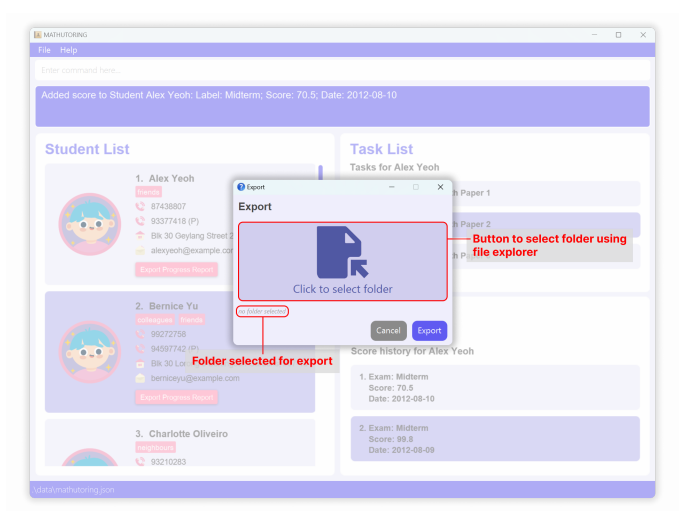 MATHUTORING
File Help
Enter command here...
Added score to Student Alex Yeoh: Label: Midterm; Score: 70.5; Date: 2012-08-10
Student List
1. Alex Yeoh
friends
87438807
93377418 (P)
Blk 30 Geylang Street 2
alexyeoh@example.com
Export Progress Report
2. Bernice Yu
colleagues friends
99272758
94597742 (P)
Blk 30
berniceyu@example.com
Export Progress Report
3. Charlotte Oliveiro
neighbours
93210283
Task List
Tasks for Alex Yeoh
Paper 1
Paper 2
Export
Export
Click to select folder
no folder selected
Cancel Export
Button to select folder using
file explorer
Folder selected for export
Score history for Alex Yeoh
1. Exam: Midterm
Score: 70.5
Date: 2012-08-10
2. Exam: Midterm
Score: 99.8
Date: 2012-08-09
\data\mathutoring.json